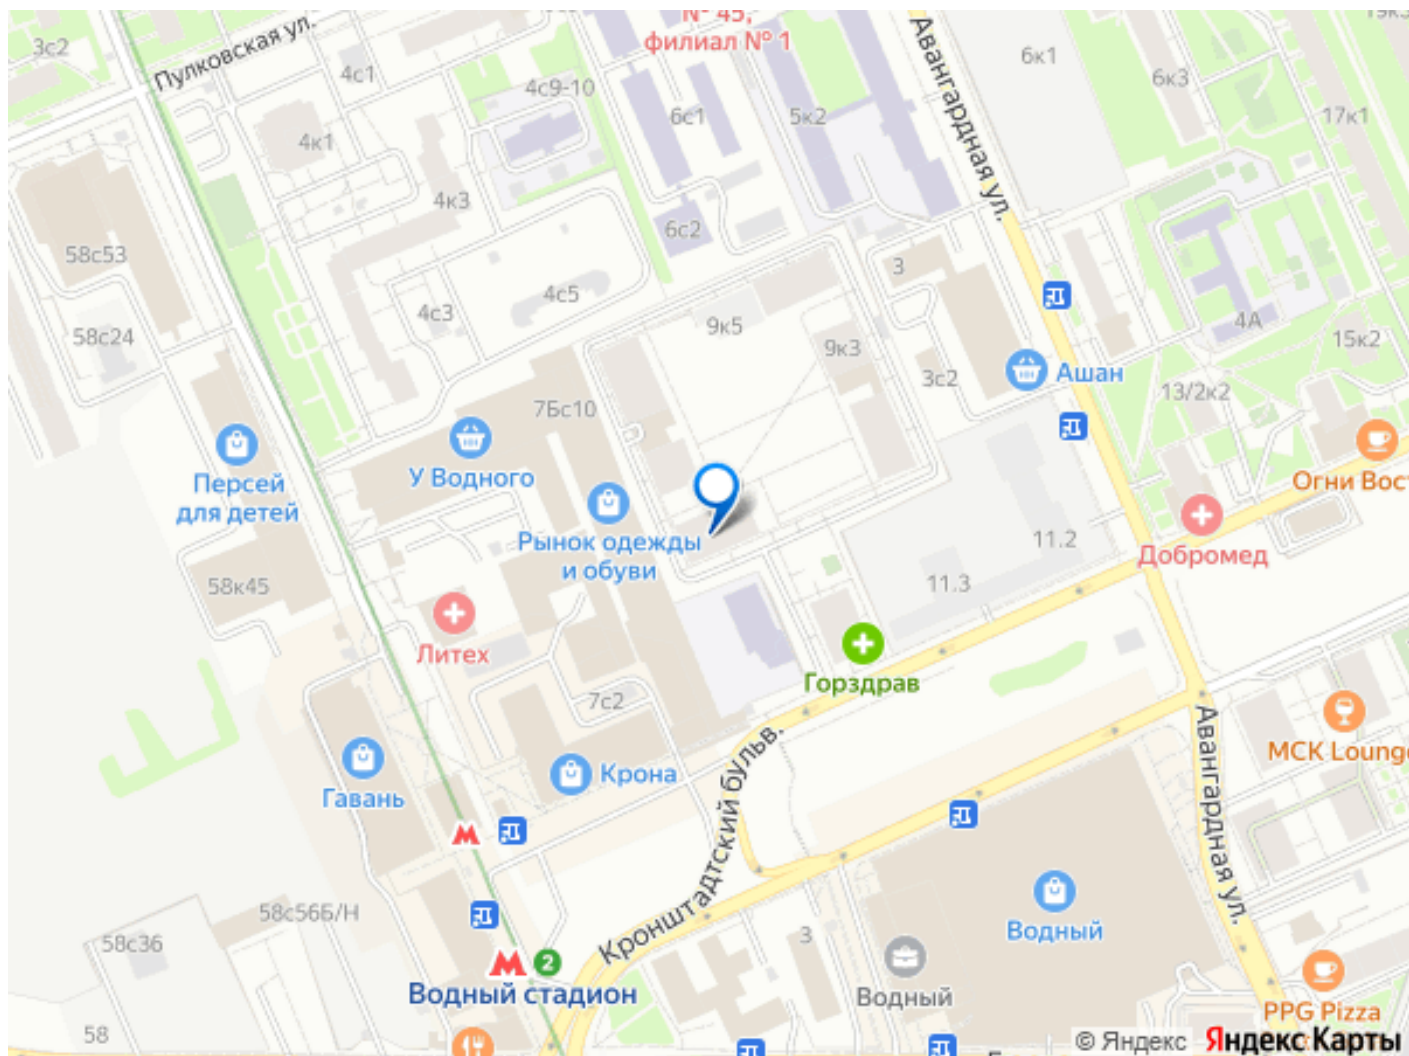 № 45,
филиал № 1
3с2
Пулковская ул.
4с1
4с9-10
6с1
5к2
Авангардная ул.
6к1
6к3
17к1
4к1
4к3
6с2
58с53
3
4с5
4с3
58с24
9к5
9к3
4А
15к2
3с2
Ашан
13/2к2
7Бс10
Персей
для детей
У Водного
Огни Вост
Рынок одежды
и обуви
11.2
Добромед
58к45
11.3
Литех
Горздрав
7с2
МСК Lounge
Крона
Гавань
Кронштадтский бульв.
Авангардная ул.
58с56Б/Н
58с36
3
Водный
Водный
2
Водный стадион
PPG Pizza
58
© Яндекс Яндекс Карты